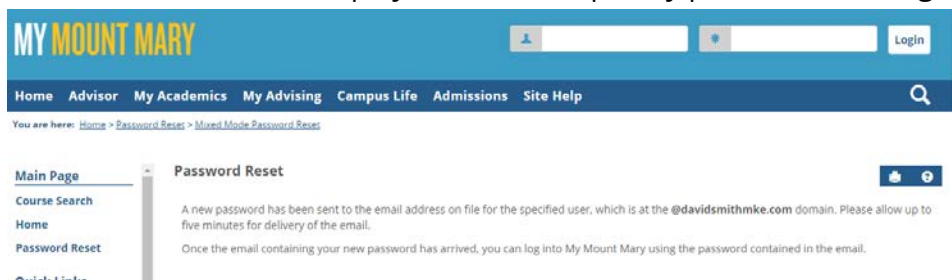 MY MOUNT MARY
Login
Home Advisor My Academics My Advising Campus Life Admissions Site Help
You are here: Home > Password Reset > Mixed Mode Password Reset
Main Page
Course Search
Home
Password Reset
Password Reset
A new password has been sent to the email address on file for the specified user, which is at the @davidsmithmke.com domain. Please allow up to
five minutes for delivery of the email.
Once the email containing your new password has arrived, you can log into My Mount Mary using the password contained in the email.